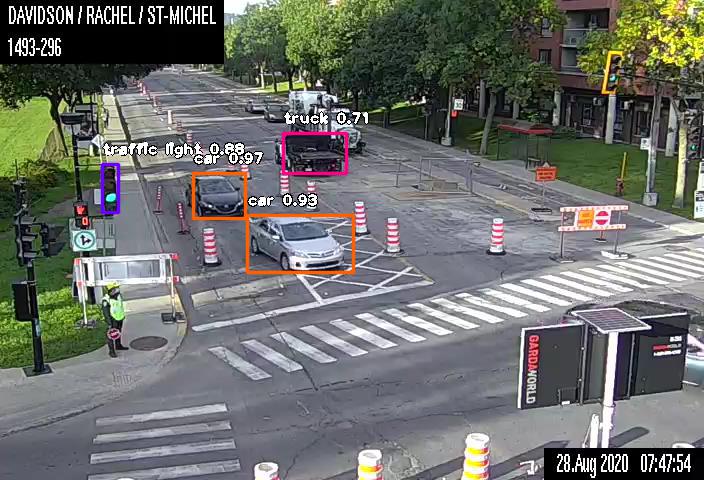 DAVIDSON / RACHEL / ST-MICHEL
1493-296
truck 0.71
traffic light 0.88
car 0.97
car 0.93
30
GARDAWORLD
28.Aug 2020 07:47:54